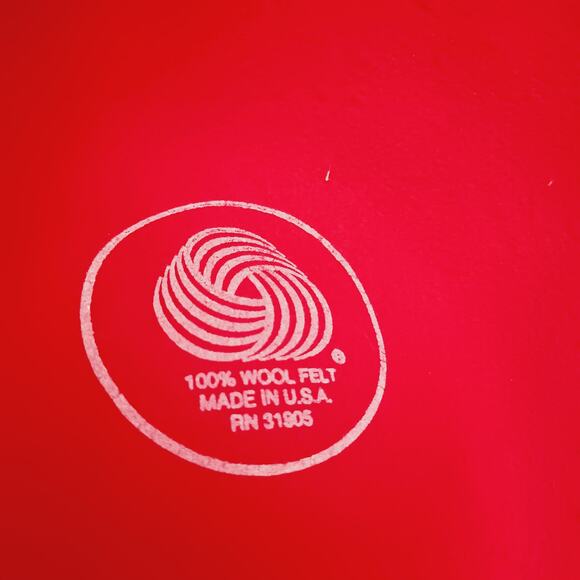 ®
100% WOOL FELT
MADE IN U.S.A.
RN 31905